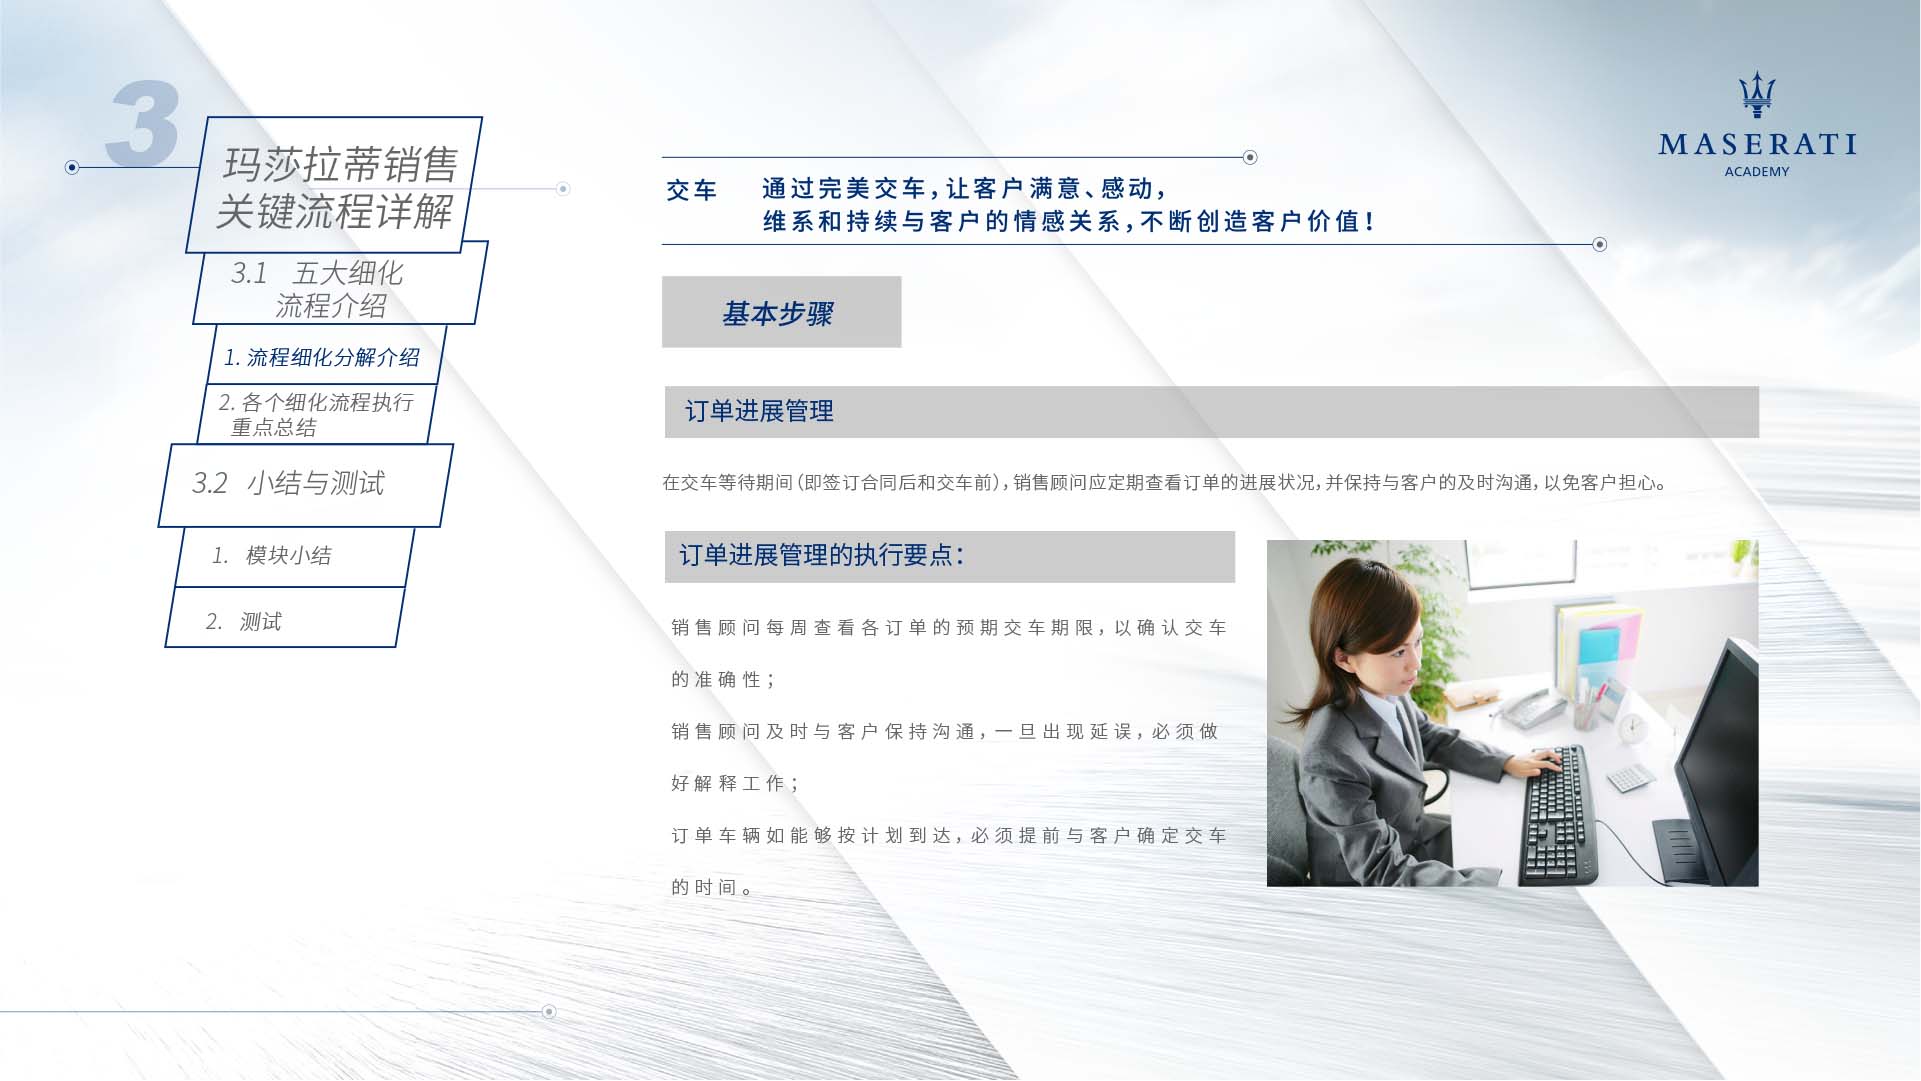 3
玛莎拉蒂销售
关键流程详解
3.1 五大细化
流程介绍
1. 流程细化分解介绍
2. 各个细化流程执行
重点总结
3.2 小结与测试
1. 模块小结
2. 测试
MASERATI
ACADEMY
交车 通过完美交车，让客户满意、感动，
维系和持续与客户的情感关系，不断创造客户价值！
基本步骤
订单进展管理
在交车等待期间（即签订合同后和交车前），销售顾问应定期查看订单的进展状况，并保持与客户的及时沟通，以免客户担心。
订单进展管理的执行要点：
销售顾问每周查看各订单的预期交车期限，以确认交车
的准确性；
销售顾问及时与客户保持沟通，一旦出现延误，必须做
好解释工作；
订单车辆如能够按计划到达，必须提前与客户确定交车
的时间。